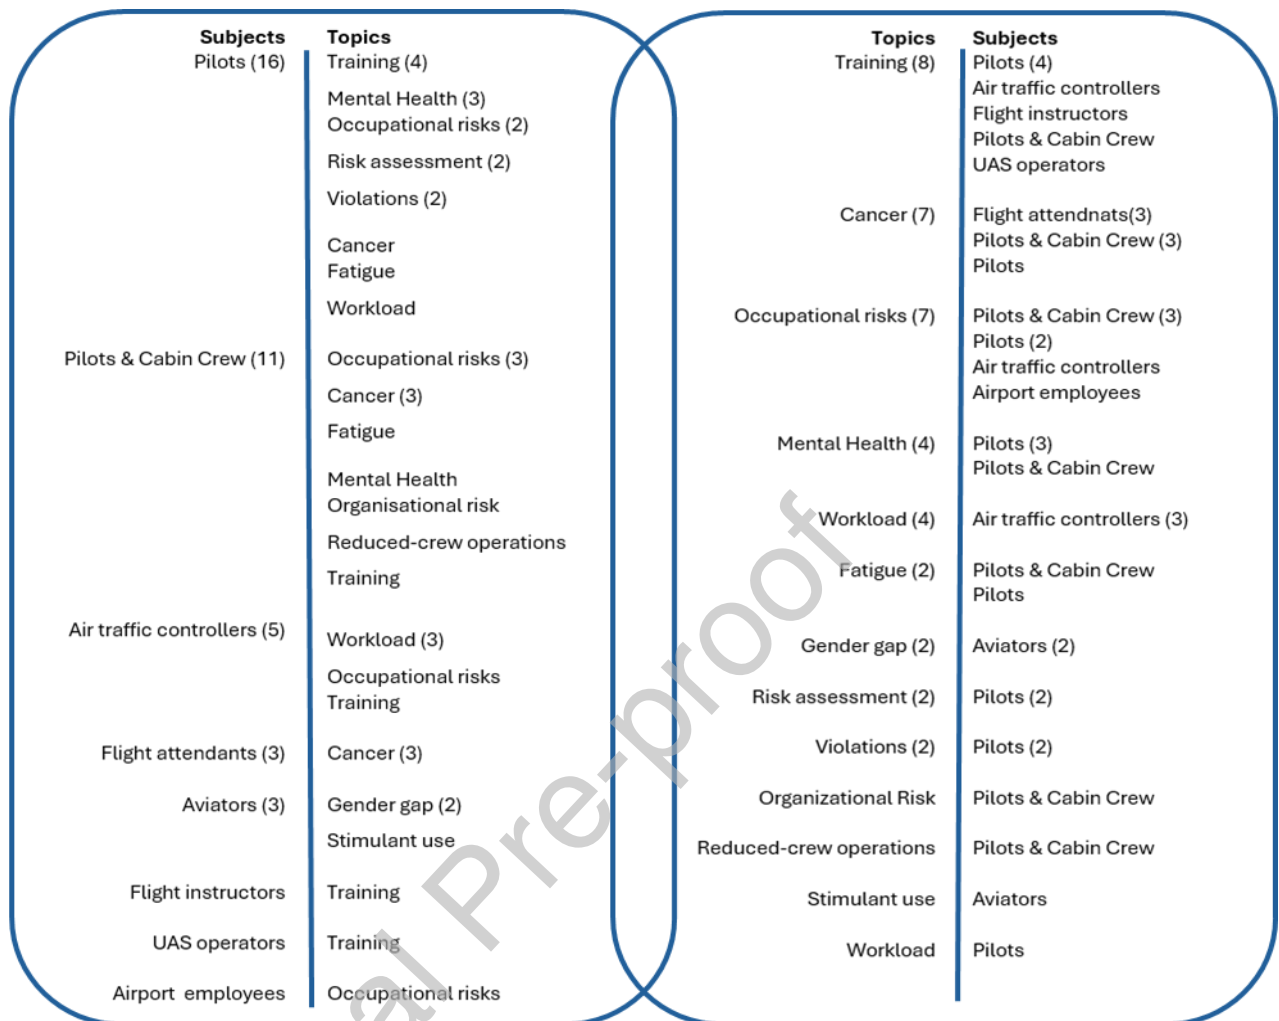 Subjects Topics
Pilots (16) Training (4)
Mental Health (3)
Occupational risks (2)
Risk assessment (2)
Violations (2)
Cancer
Fatigue
Workload
Pilots & Cabin Crew (11) Occupational risks (3)
Cancer (3)
Fatigue
Mental Health
Organisational risk
Reduced-crew operations
Training
Air traffic controllers (5) Workload (3)
Occupational risks
Training
Flight attendants (3) Cancer (3)
Aviators (3) Gender gap (2)
Stimulant use
Flight instructors Training
UAS operators Training
Airport employees Occupational risks
Topics Subjects
Training (8) Pilots (4)
Air traffic controllers
Flight instructors
Pilots & Cabin Crew
UAS operators
Cancer (7) Flight attendnats(3)
Pilots & Cabin Crew (3)
Pilots
Occupational risks (7) Pilots & Cabin Crew (3)
Pilots (2)
Air traffic controllers
Airport employees
Mental Health (4) Pilots (3)
Pilots & Cabin Crew
Workload (4) Air traffic controllers (3)
Fatigue (2) Pilots & Cabin Crew
Pilots
Gender gap (2) Aviators (2)
Risk assessment (2) Pilots (2)
Violations (2) Pilots (2)
Organizational Risk Pilots & Cabin Crew
Reduced-crew operations Pilots & Cabin Crew
Stimulant use Aviators
Workload Pilots
al Pre-proof